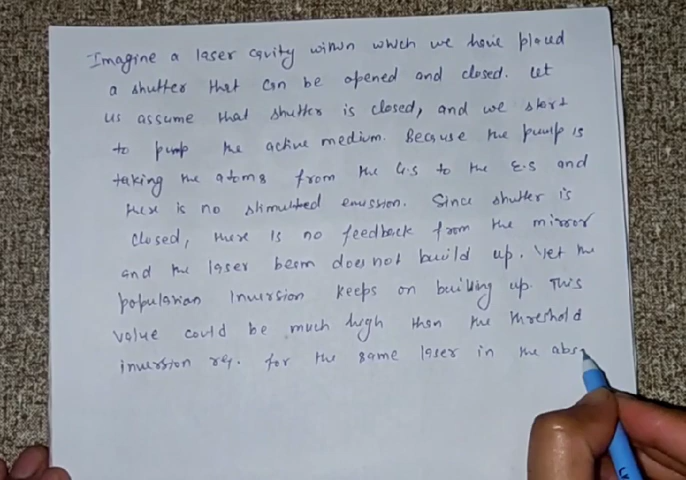 Imagine a laser cavity within which we have placed
a shutter that can be opened and closed. Let
us assume that shutter is closed, and we start
to pump the active medium. Because the pump is
taking the atoms from the G.S to the E.S and
there is no stimulted emission. Since shutter is
closed, there is no feedback from the mirror
and the laser beam does not build up. Yet the
population inversion keeps on builing up. This
value could be much high than the threshold
inversion req. for the same laser in the abs